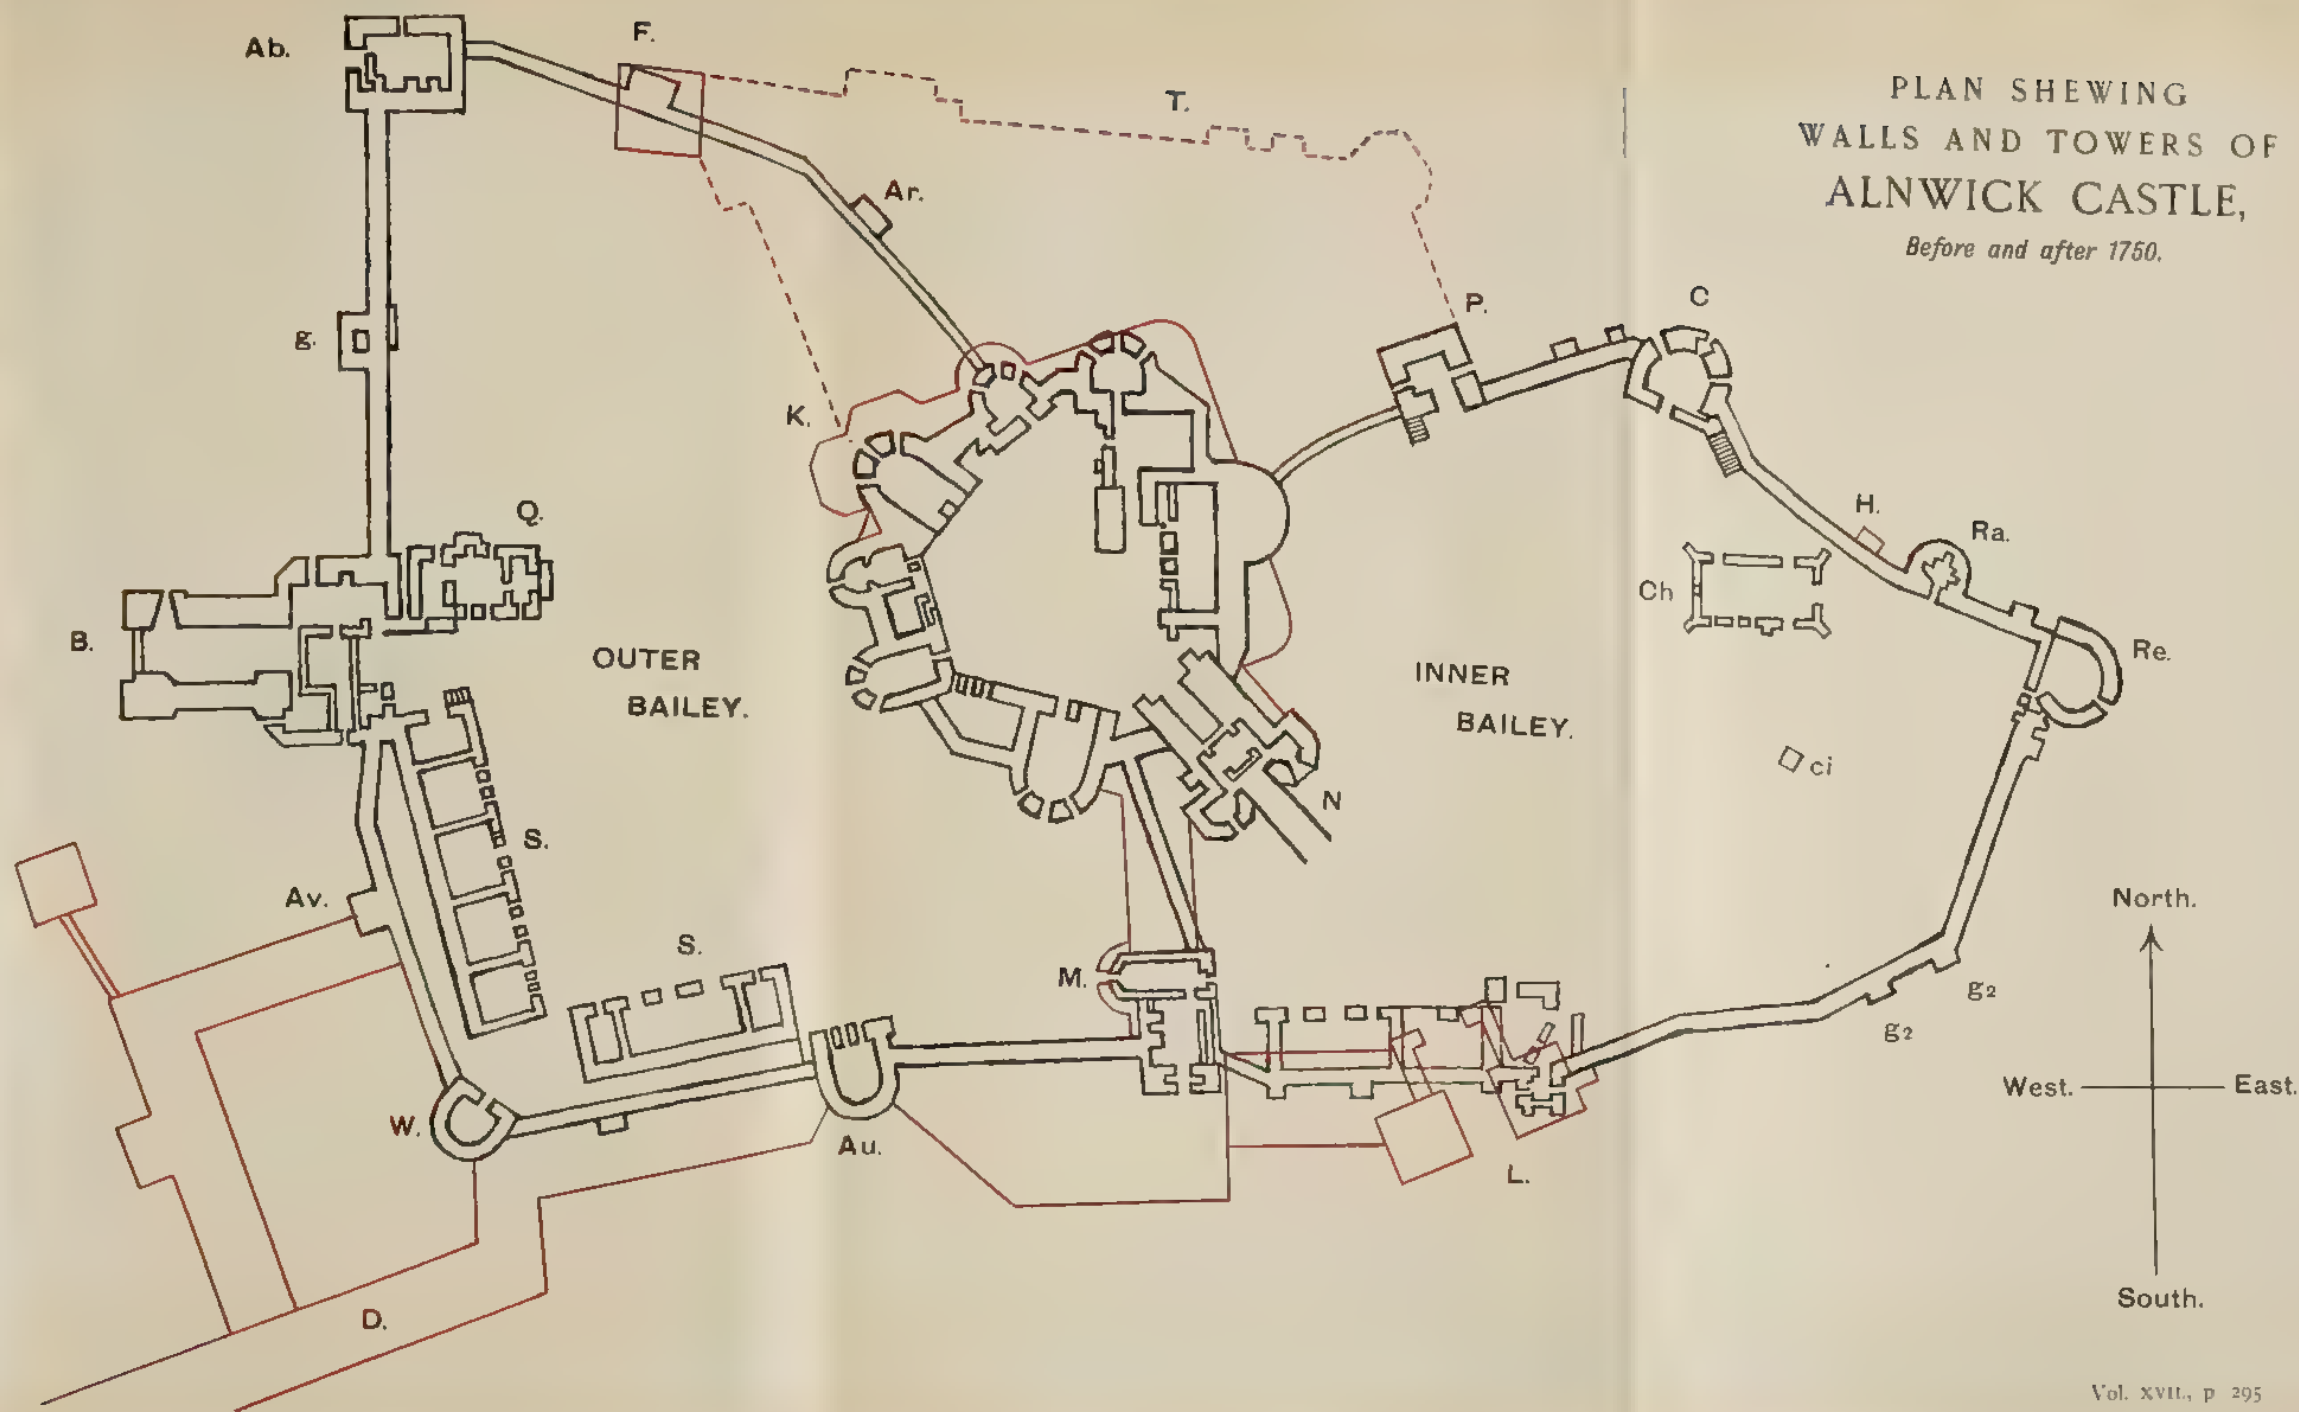 PLAN SHEWING
WALLS AND TOWERS OF
ALNWICK CASTLE,
Before and after 1750.
Ab.
F.
T.
Ar.
P.
C
g.
K.
Q.
H.
Ra.
Ch
B.
Re.
OUTER
BAILEY.
INNER
BAILEY.
ci
N
S.
Av.
S.
M.
g2
g2
W.
Au.
L.
D.
North.
West.
East.
South.
Vol. XVII., p 295